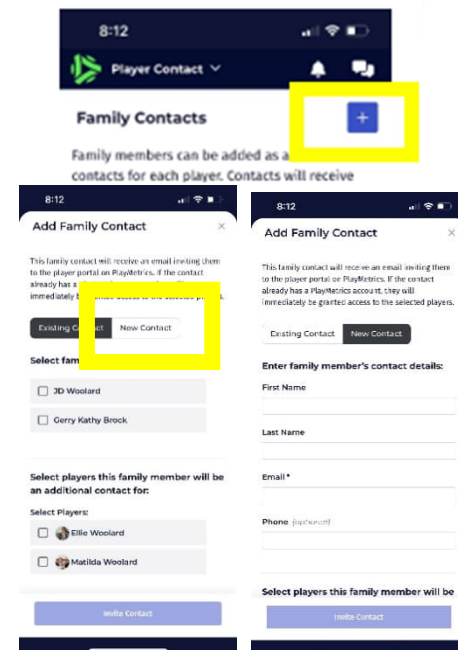 8:12
Player Contact
Family Contacts
+
Family members can be added as a
contacts for each player. Contacts will receive
8:12
Add Family Contact
×
This family contact will receive an email inviting them
to the player portal on PlayMetrics. If the contact
already has a
immediately be granted access to the selected players.
Existing Contact
New Contact
Select fam
JD Woolard
Gerry Kathy Brock
Select players this family member will be
an additional contact for:
Select Players:
Ellie Woolard
Matilda Woolard
Invite Contact
8:12
Add Family Contact
×
This family contact will receive an email inviting them
to the player portal on PlayMetrics. If the contact
already has a PlayMetrics account, they will
immediately be granted access to the selected players.
Existing Contact
New Contact
Enter family member's contact details:
First Name
Last Name
Email *
Phone (optional)
Select players this family member will be
Invite Contact